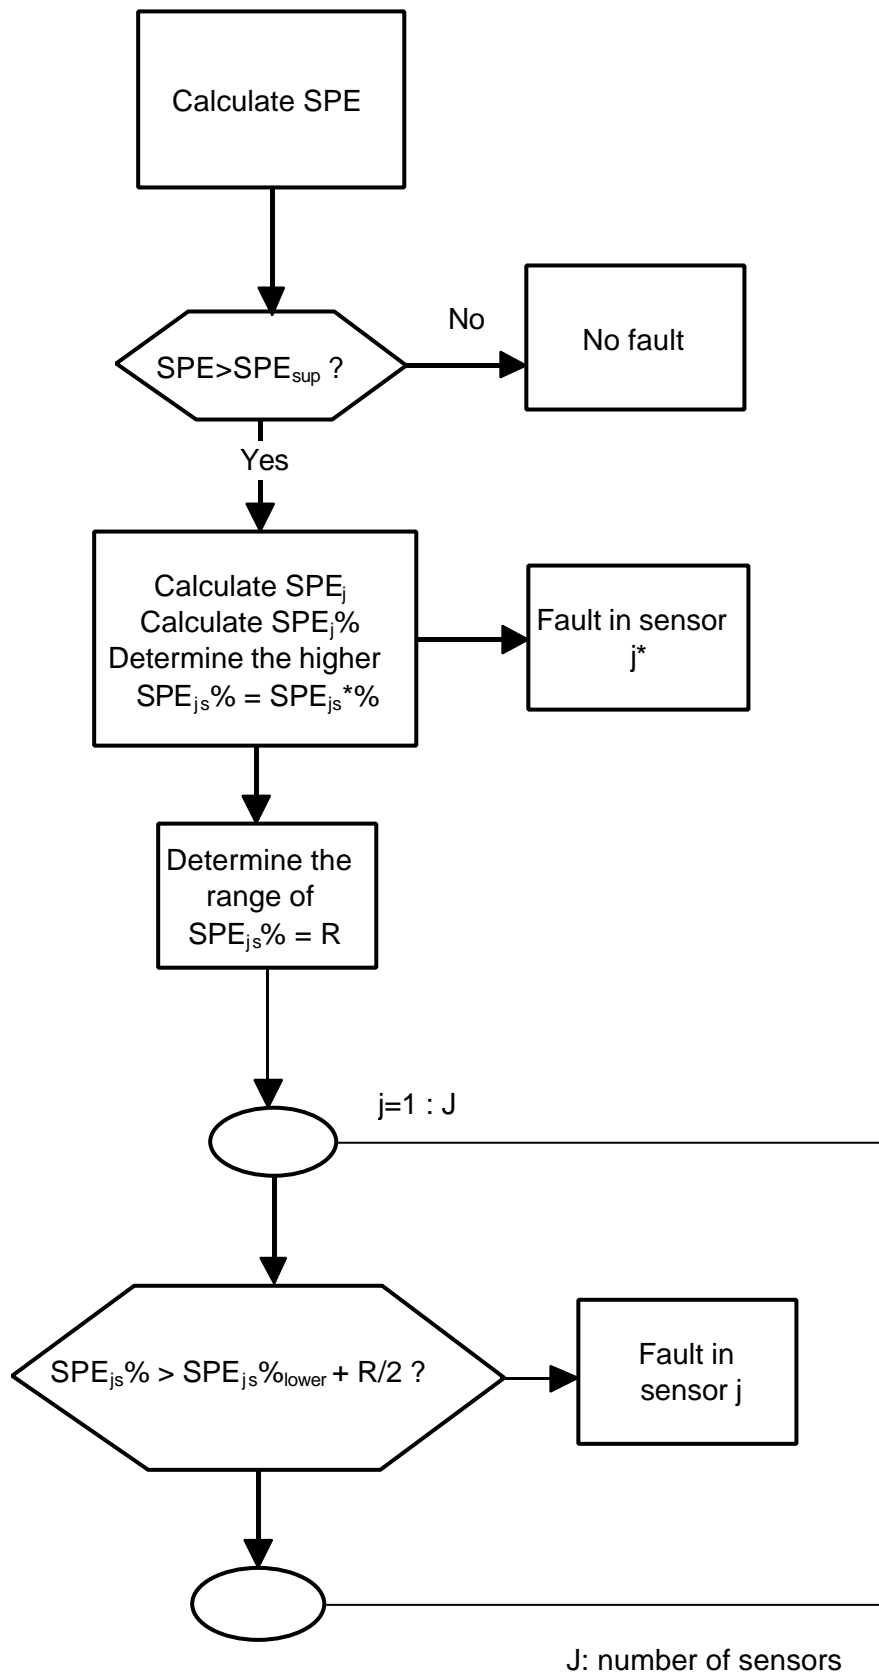 Calculate SPE
No
No fault
SPE>SPEsup ?
Yes
Calculate SPEj
Calculate SPEj%
Determine the higher
SPEjs% = SPEjs*%
Fault in sensor
j*
Determine the
range of
SPEjs% = R
j=1 : J
SPEjs% > SPEjs%lower + R/2 ?
Fault in
sensor j
J: number of sensors